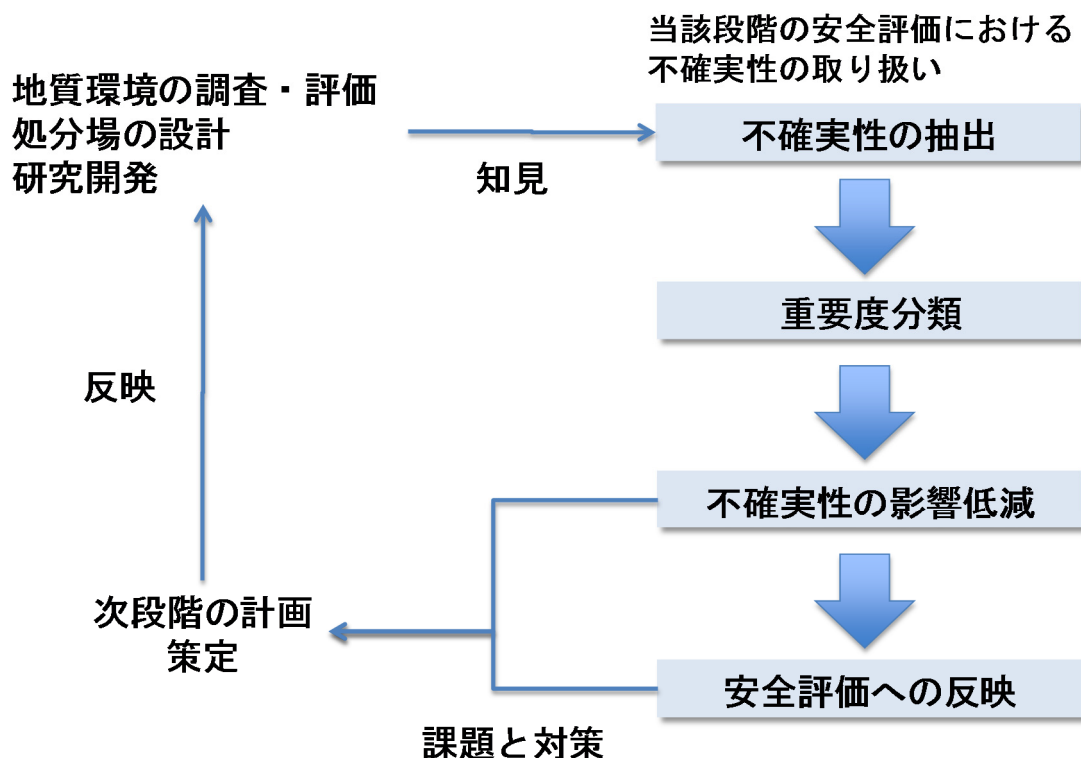 当該段階の安全評価における
不確実性の取り扱い
地質環境の調査・評価
処分場の設計
研究開発
知見
不確実性の抽出
重要度分類
反映
不確実性の影響低減
次段階の計画
策定
安全評価への反映
課題と対策